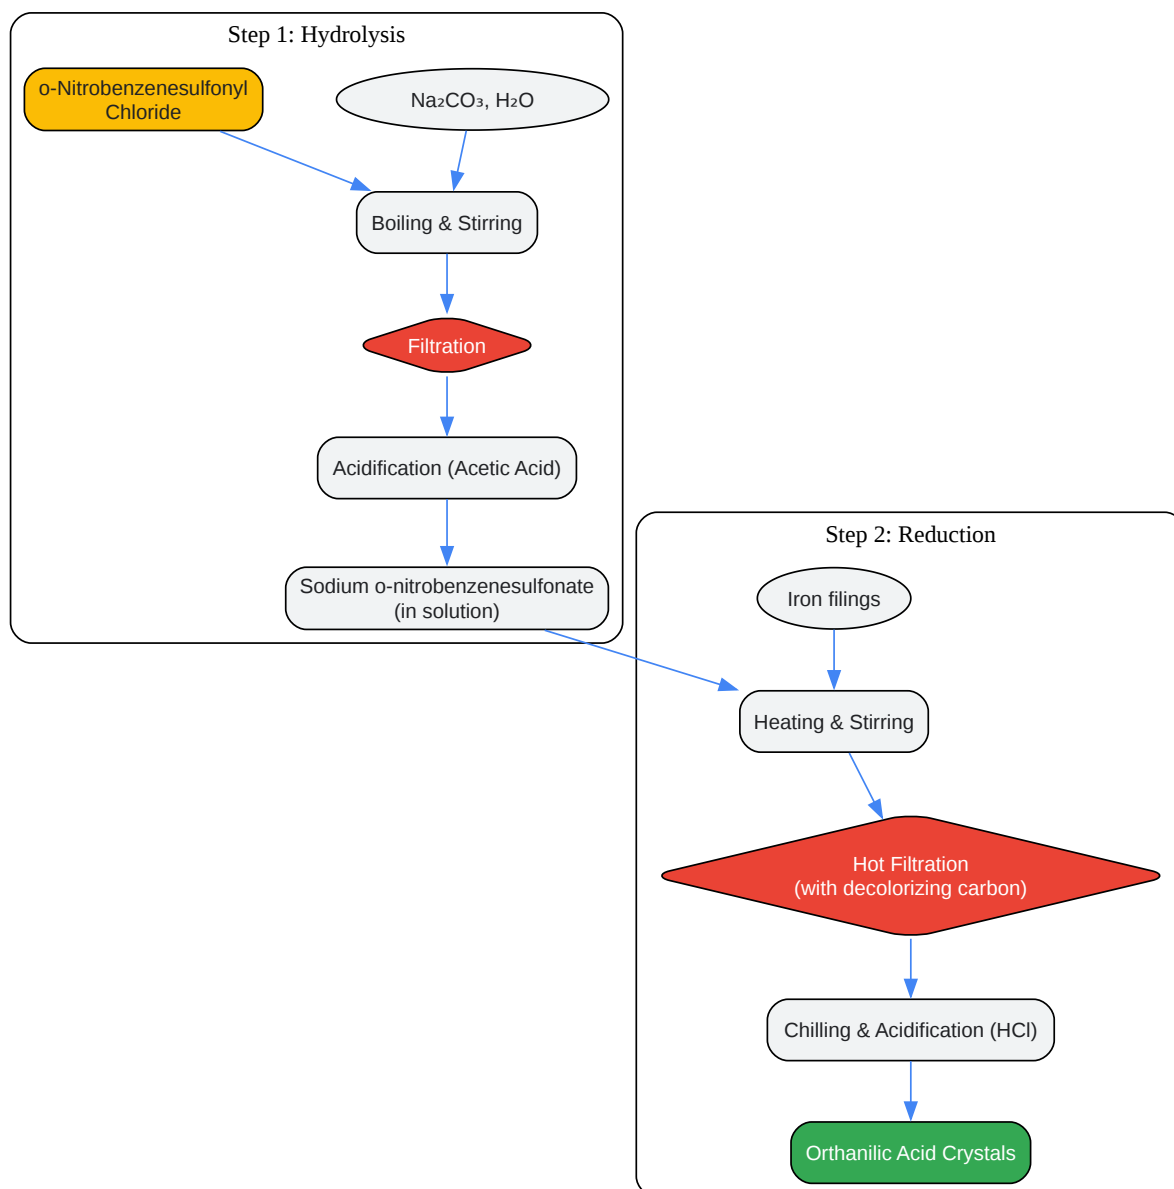 Step 1: Hydrolysis
o-Nitrobenzenesulfonyl
Chloride
Na₂CO₃, H₂O
Boiling & Stirring
Filtration
Acidification (Acetic Acid)
Sodium o-nitrobenzenesulfonate
(in solution)
Step 2: Reduction
Iron filings
Heating & Stirring
Hot Filtration
(with decolorizing carbon)
Chilling & Acidification (HCl)
Orthanilic Acid Crystals